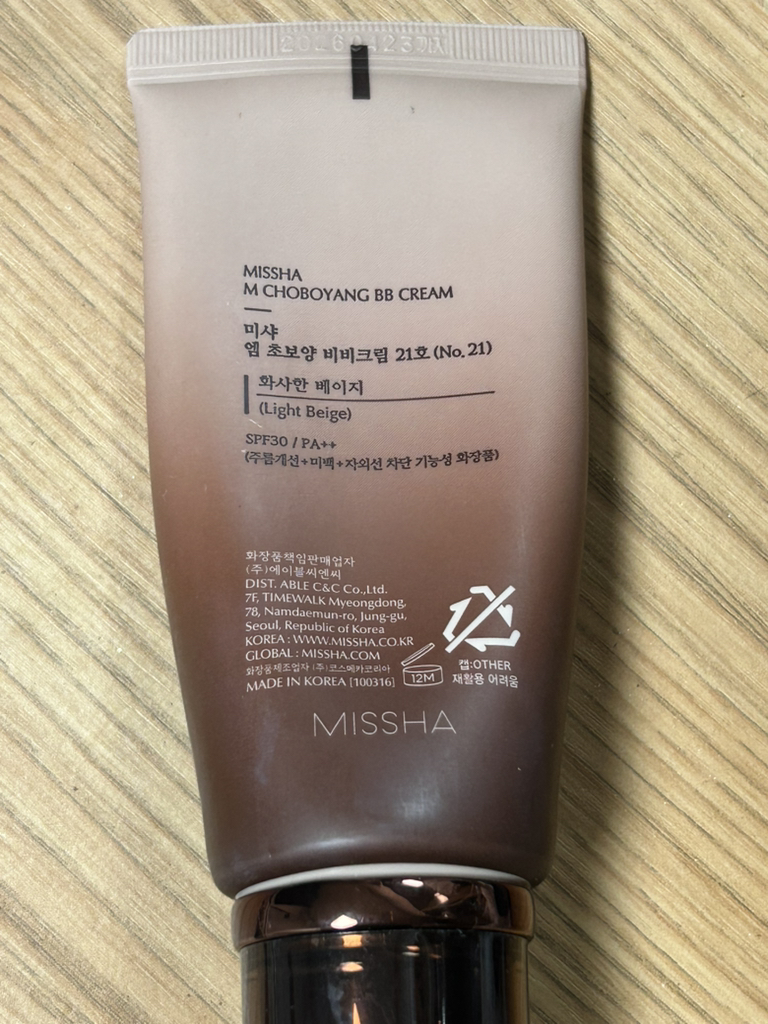 MISSHA
M CHOBOYANG BB CREAM
미샤
엠 초보양 비비크림 21호 (No. 21)
화사한 베이지
(Light Beige)
SPF30 / PA++
(주름개선+미백+자외선 차단 기능성 화장품)
화장품책임판매업자
(주)에이블씨엔씨
DIST. ABLE C&C Co.,Ltd.
7F, TIMEWALK Myeongdong,
78, Namdaemun-ro, Jung-gu,
Seoul, Republic of Korea
KOREA : WWW.MISSHA.CO.KR
GLOBAL : MISSHA.COM
화장품제조업자 (주)코스메카코리아
MADE IN KOREA [100316]
12M
캡:OTHER
재활용 어려움
MISSHA